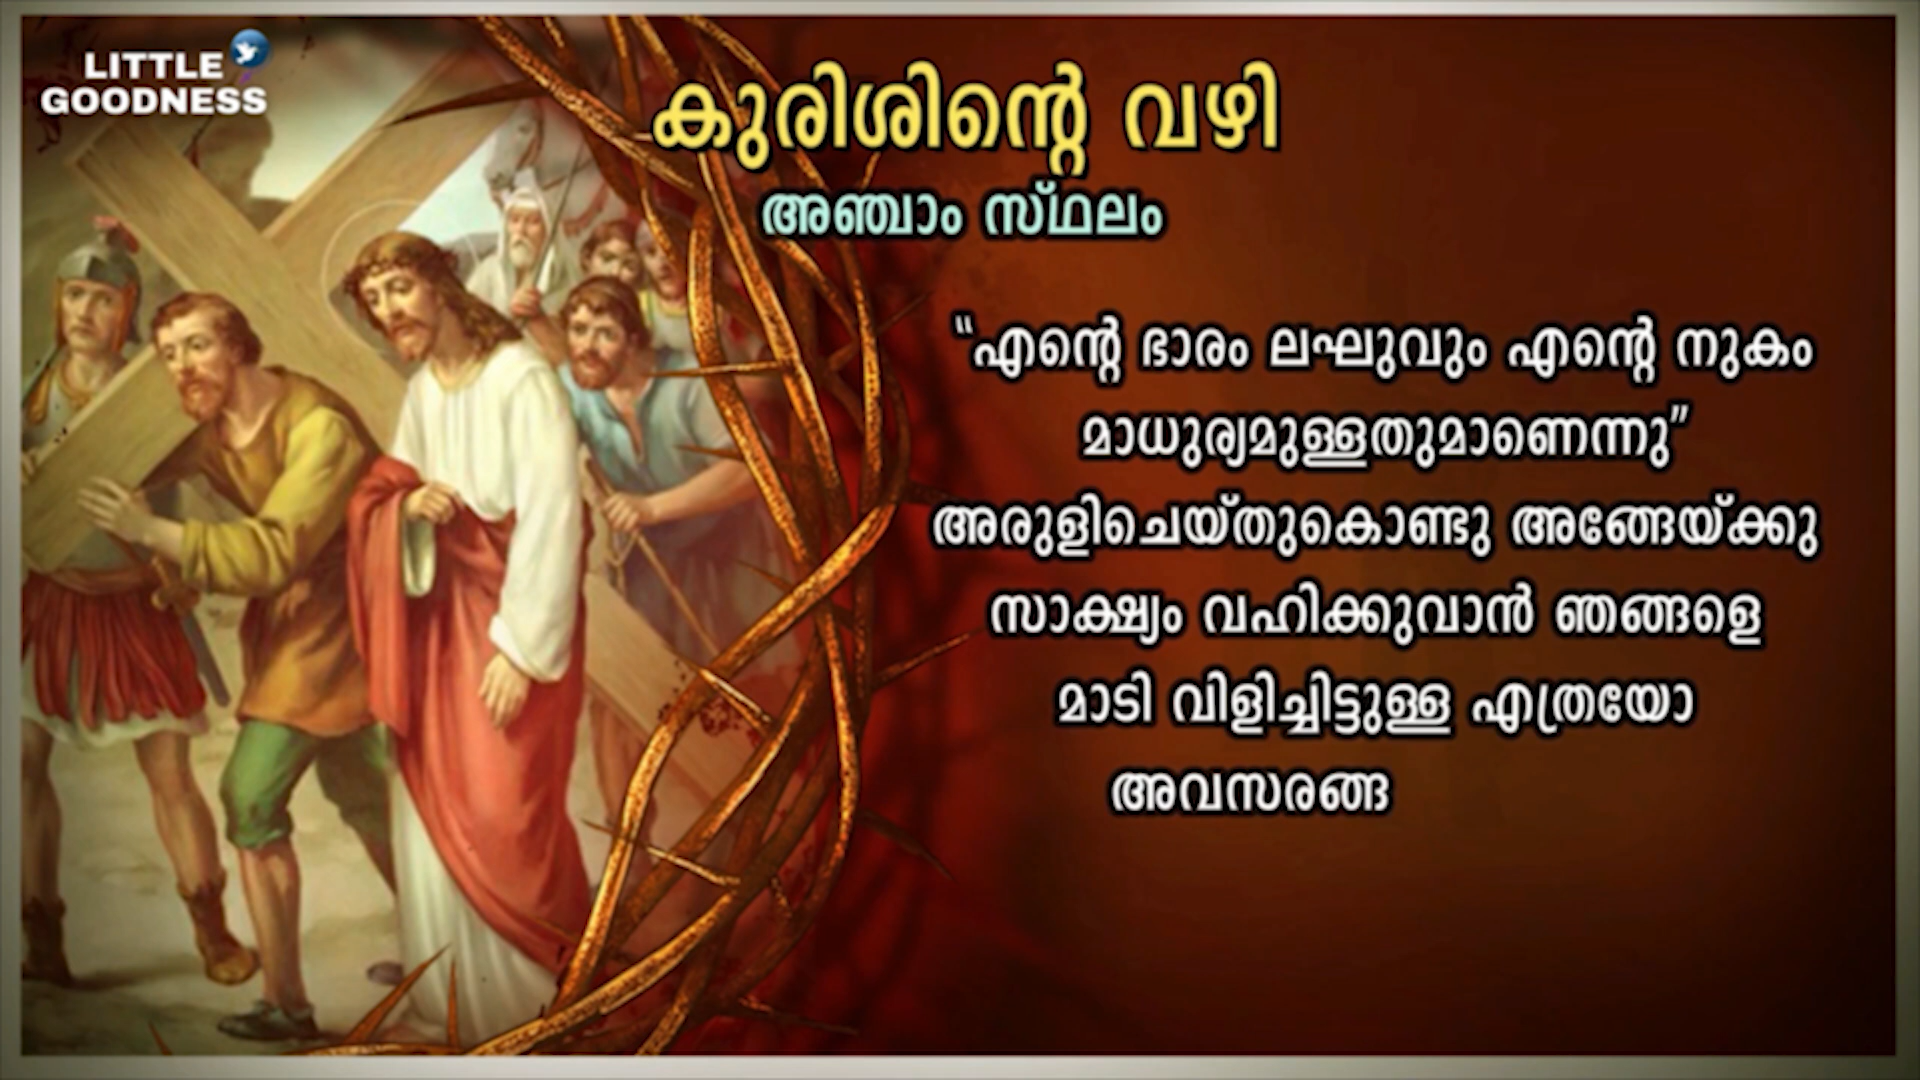 LITTLE
GOODNESS
കുരിശിന്റെ വഴി
അഞ്ചാം സ്ഥലം
“എന്റെ ഭാരം ലഘുവും എന്റെ നുകം
മാധുര്യമുള്ളതുമാണെന്നു”
അരുളിചെയ്തുകൊണ്ടു അങ്ങേയ്ക്കു
സാക്ഷ്യം വഹിക്കുവാൻ ഞങ്ങളെ
മാടി വിളിച്ചിട്ടുള്ള എത്രയോ
അവസരങ്ങ